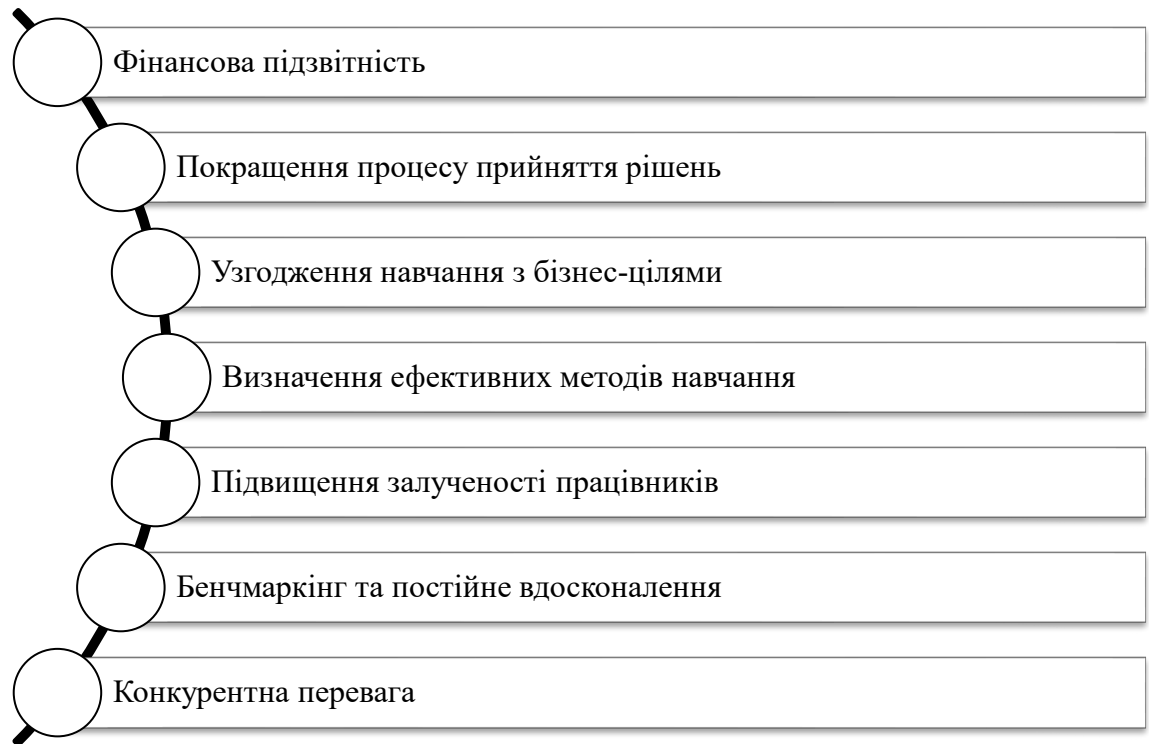 Фінансова підзвітність
Покращення процесу прийняття рішень
Узгодження навчання з бізнес-цілями
Визначення ефективних методів навчання
Підвищення залученості працівників
Бенчмаркінг та постійне вдосконалення
Конкурентна перевага